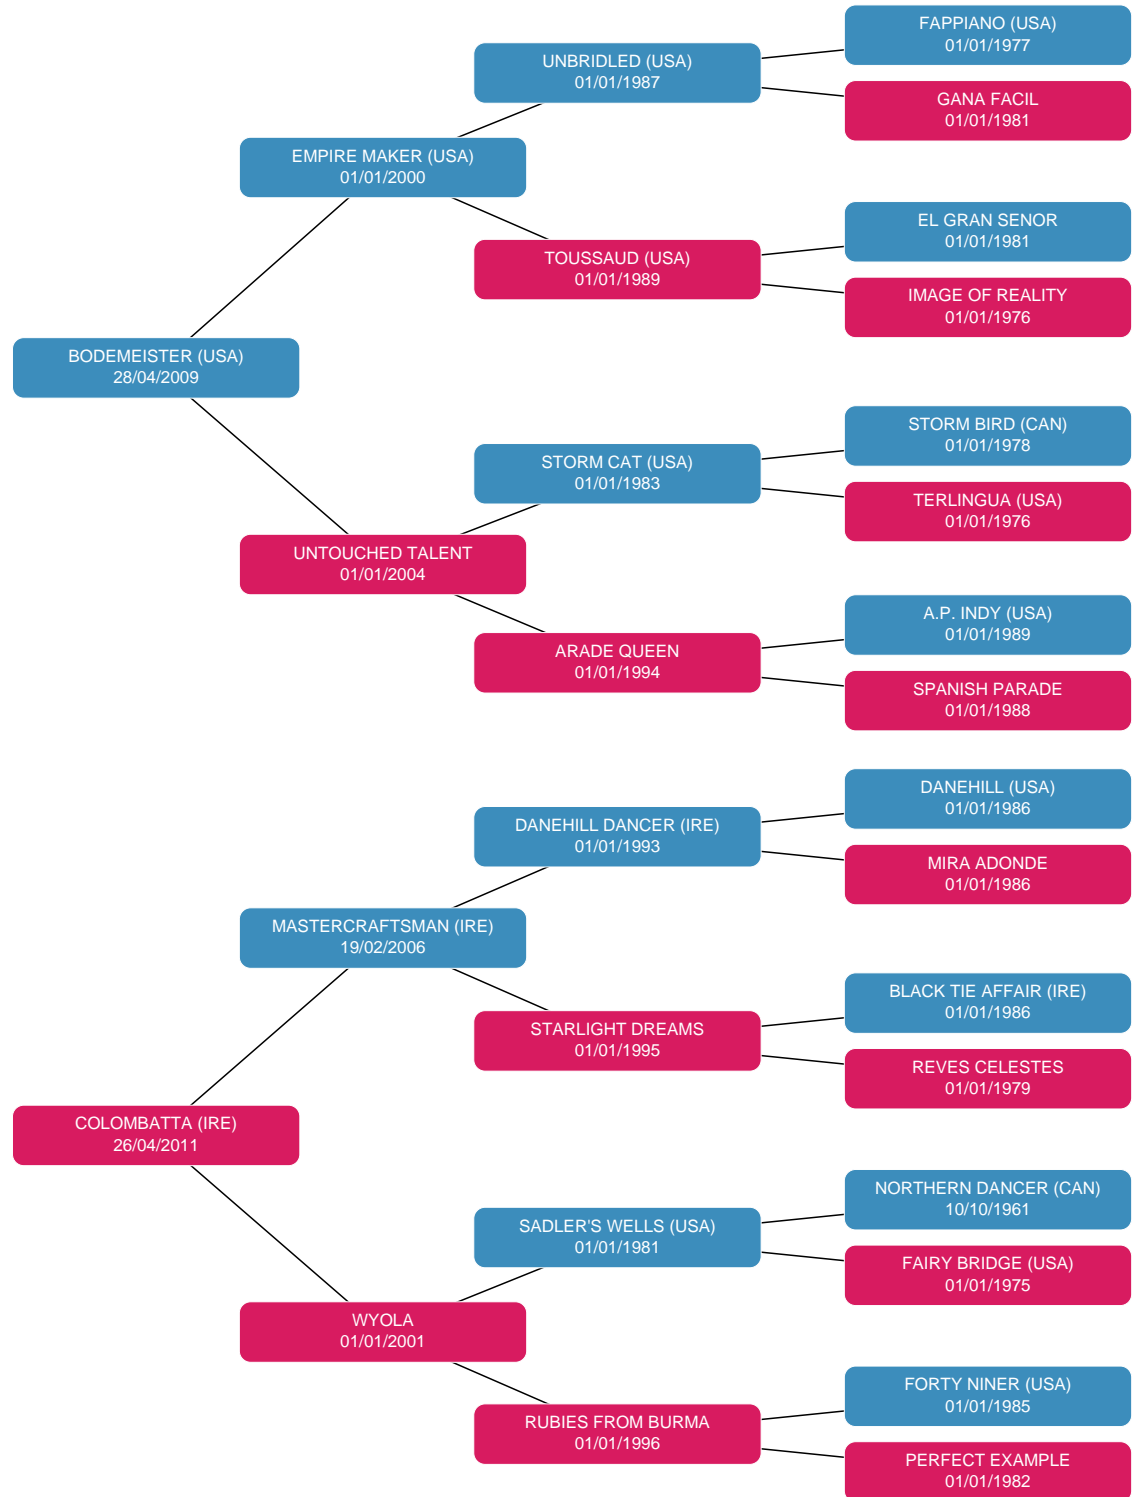 FAPPIANO (USA)
01/01/1977
UNBRIDLED (USA)
01/01/1987
GANA FACIL
01/01/1981
EMPIRE MAKER (USA)
01/01/2000
EL GRAN SENOR
01/01/1981
TOUSSAUD (USA)
01/01/1989
IMAGE OF REALITY
01/01/1976
BODEMEISTER (USA)
28/04/2009
STORM BIRD (CAN)
01/01/1978
STORM CAT (USA)
01/01/1983
TERLINGUA (USA)
01/01/1976
UNTOUCHED TALENT
01/01/2004
A.P. INDY (USA)
01/01/1989
ARADE QUEEN
01/01/1994
SPANISH PARADE
01/01/1988
DANEHILL (USA)
01/01/1986
DANEHILL DANCER (IRE)
01/01/1993
MIRA ADONDE
01/01/1986
MASTERCRAFTSMAN (IRE)
19/02/2006
BLACK TIE AFFAIR (IRE)
01/01/1986
STARLIGHT DREAMS
01/01/1995
REVES CELESTES
01/01/1979
COLOMBATTA (IRE)
26/04/2011
NORTHERN DANCER (CAN)
10/10/1961
SADLER'S WELLS (USA)
01/01/1981
FAIRY BRIDGE (USA)
01/01/1975
WYOLA
01/01/2001
FORTY NINER (USA)
01/01/1985
RUBIES FROM BURMA
01/01/1996
PERFECT EXAMPLE
01/01/1982